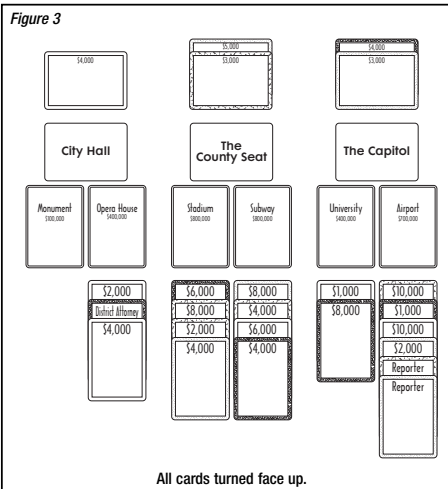 Figure 3
$4,000
$5,000
$3,000
$4,000
$3,000
City Hall
The
County Seat
The Capitol
Monument
$100,000
Opera House
$400,000
Stadium
$800,000
Subway
$800,000
University
$400,000
Airport
$700,000
$2,000
District Attorney
$4,000
$6,000
$8,000
$2,000
$4,000
$8,000
$4,000
$6,000
$4,000
$1,000
$8,000
$10,000
$1,000
$10,000
$2,000
Reporter
Reporter
All cards turned face up.